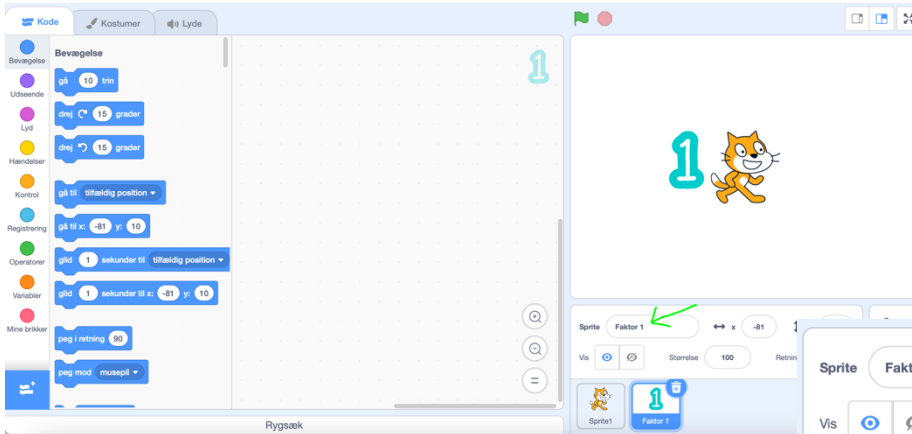 Kode
Kostumer
Lyde
Bevægelse
Udseende
Lyd
Hændelser
Kontrol
Registrering
Operatorer
Variabler
Mine brikker
Bevægelse
gå 10 trin
drej 15 grader
drej 15 grader
gå til tilfældig position
gå til x: -81 y: 10
glid 1 sekunder til tilfældig position
glid 1 sekunder til x: -81 y: 10
peg i retning 90
peg mod musepil
1
Rygsæk
1
Sprite Faktor 1 x -81
Vis Størrelse 100 Retnin
Sprite1
1
Faktor 1
Sprite Fakt
Vis